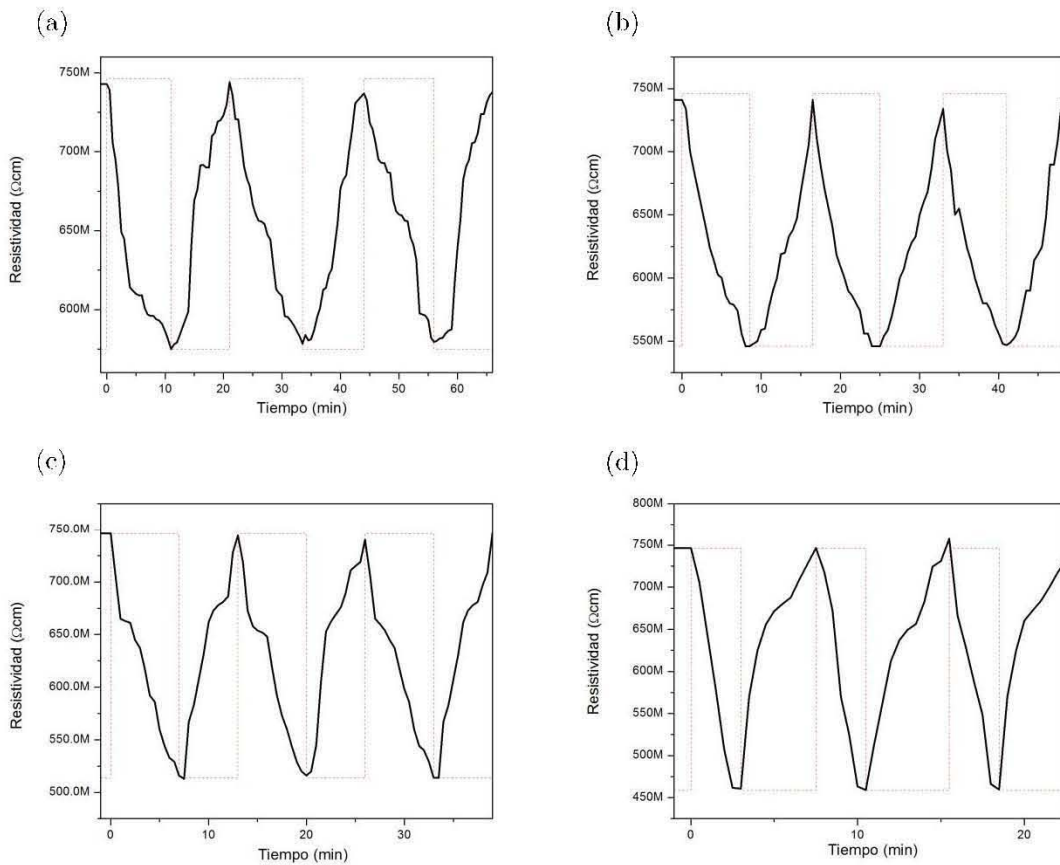 (a)
(b)
750M
700M
650M
600M
Resistividad (Ωcm)
0
10
20
30
40
50
60
Tiempo (min)
750M
700M
650M
600M
550M
Resistividad (Ωcm)
0
10
20
30
40
Tiempo (min)
(c)
(d)
750.0M
700.0M
650.0M
600.0M
550.0M
500.0M
Resistividad (Ωcm)
0
10
20
30
Tiempo (min)
800M
750M
700M
650M
600M
550M
500M
450M
Resistividad (Ωcm)
0
10
20
Tiempo (min)